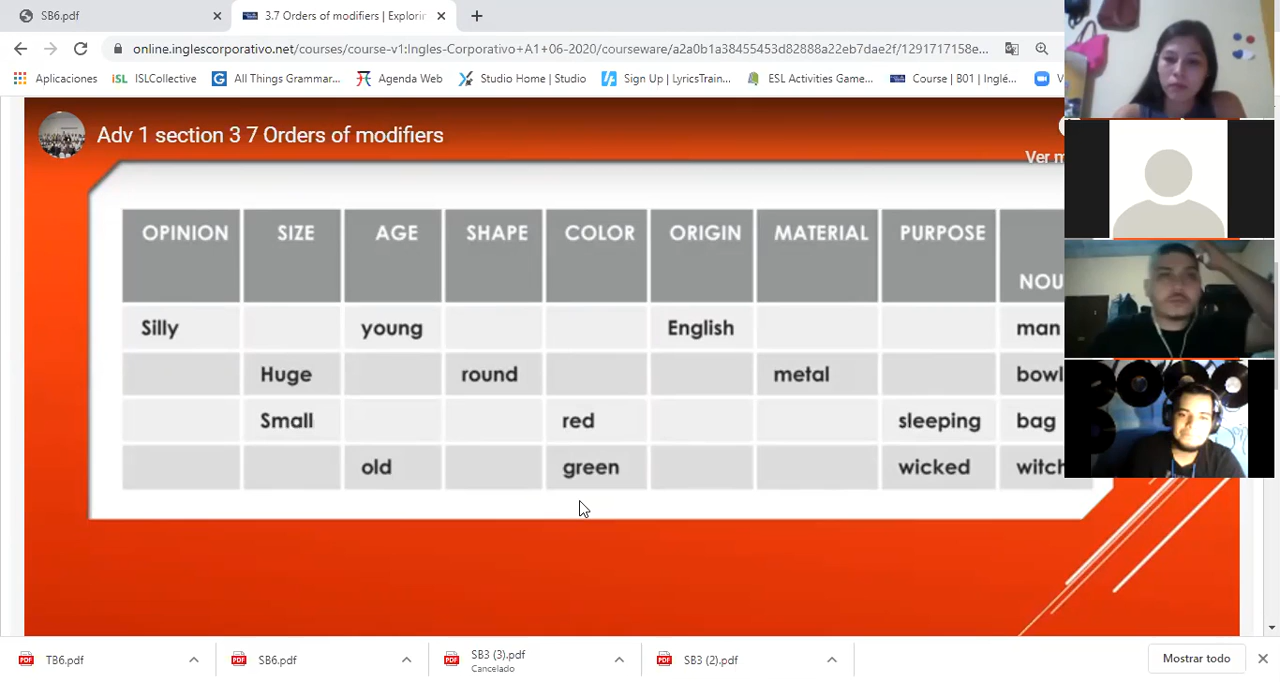 SB6.pdf
3.7 Orders of modifiers | Explorin
online.inglescorporativo.net/courses/course-v1:Ingles-Corporativo+A1+06-2020/courseware/a2a0b1a38455453d82888a22eb7dae2f/1291717158e...
Aplicaciones iSL ISLCollective G All Things Grammar... Agenda Web Studio Home | Studio Sign Up | LyricsTrain... ESL Activities Game... Course | B01 | Inglé... V
Adv 1 section 3 7 Orders of modifiers
Ver m
OPINION SIZE AGE SHAPE COLOR ORIGIN MATERIAL PURPOSE
NOU
Silly young English man
Huge round metal bowl
Small red sleeping bag
old green wicked witch
TB6.pdf SB6.pdf SB3 (3).pdf SB3 (2).pdf Mostrar todo
Cancelado